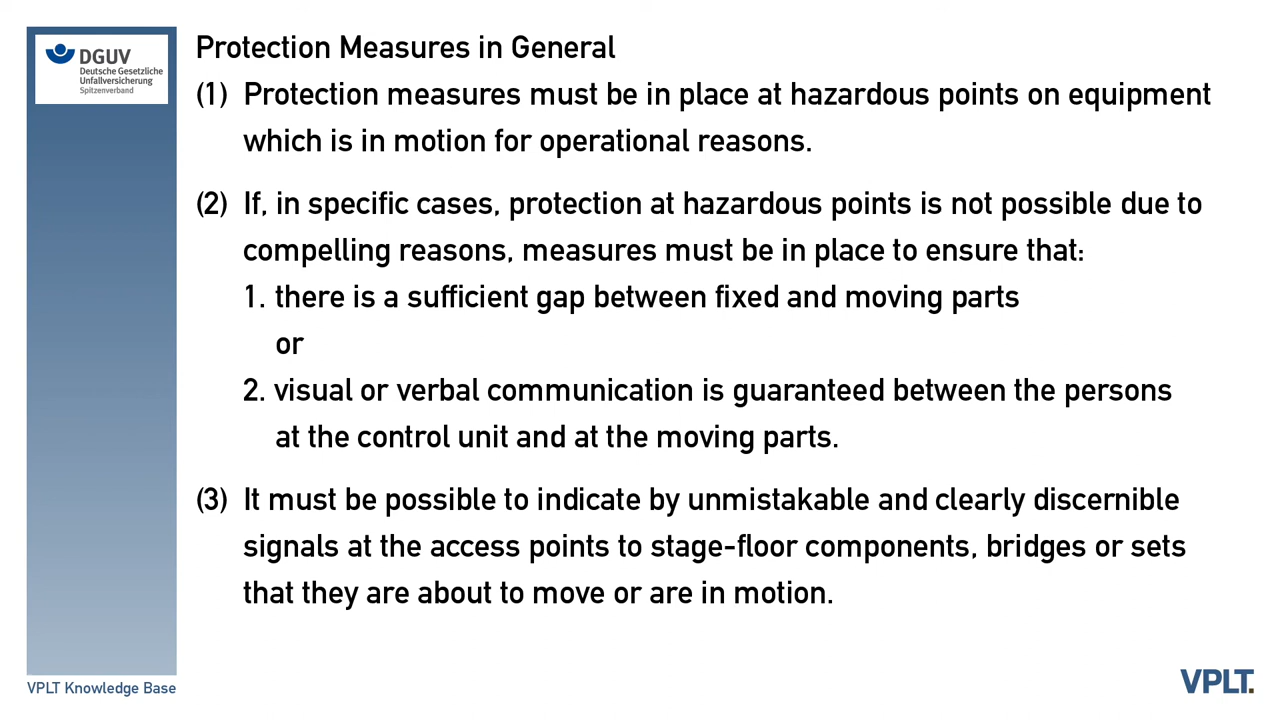 DGUV
Deutsche Gesetzliche
Unfallversicherung
Spitzenverband
Protection Measures in General
(1) Protection measures must be in place at hazardous points on equipment
which is in motion for operational reasons.
(2) If, in specific cases, protection at hazardous points is not possible due to
compelling reasons, measures must be in place to ensure that:
1. there is a sufficient gap between fixed and moving parts
or
2. visual or verbal communication is guaranteed between the persons
at the control unit and at the moving parts.
(3) It must be possible to indicate by unmistakable and clearly discernible
signals at the access points to stage-floor components, bridges or sets
that they are about to move or are in motion.
VPLT Knowledge Base
VPLT.